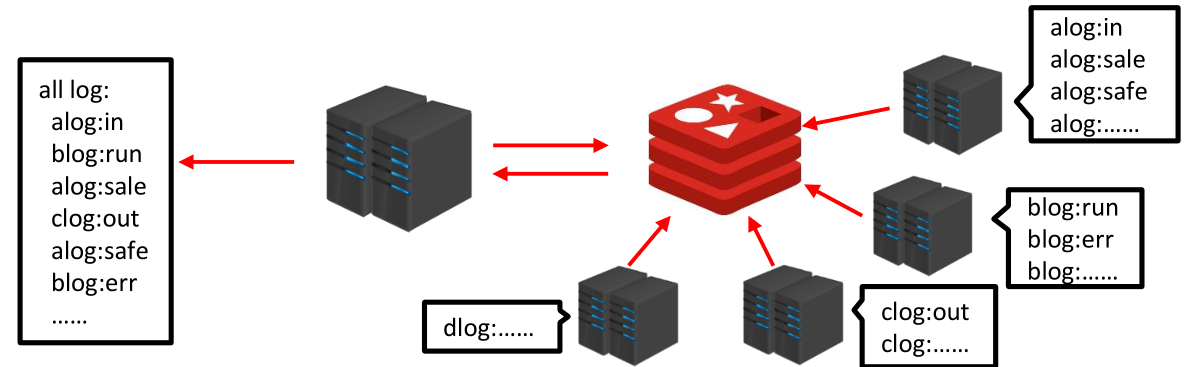 all log:
alog:in
blog:run
alog:sale
clog:out
alog:safe
blog:err
……
alog:in
alog:sale
alog:safe
alog:……
blog:run
blog:err
blog:……
clog:out
clog:……
dlog:……